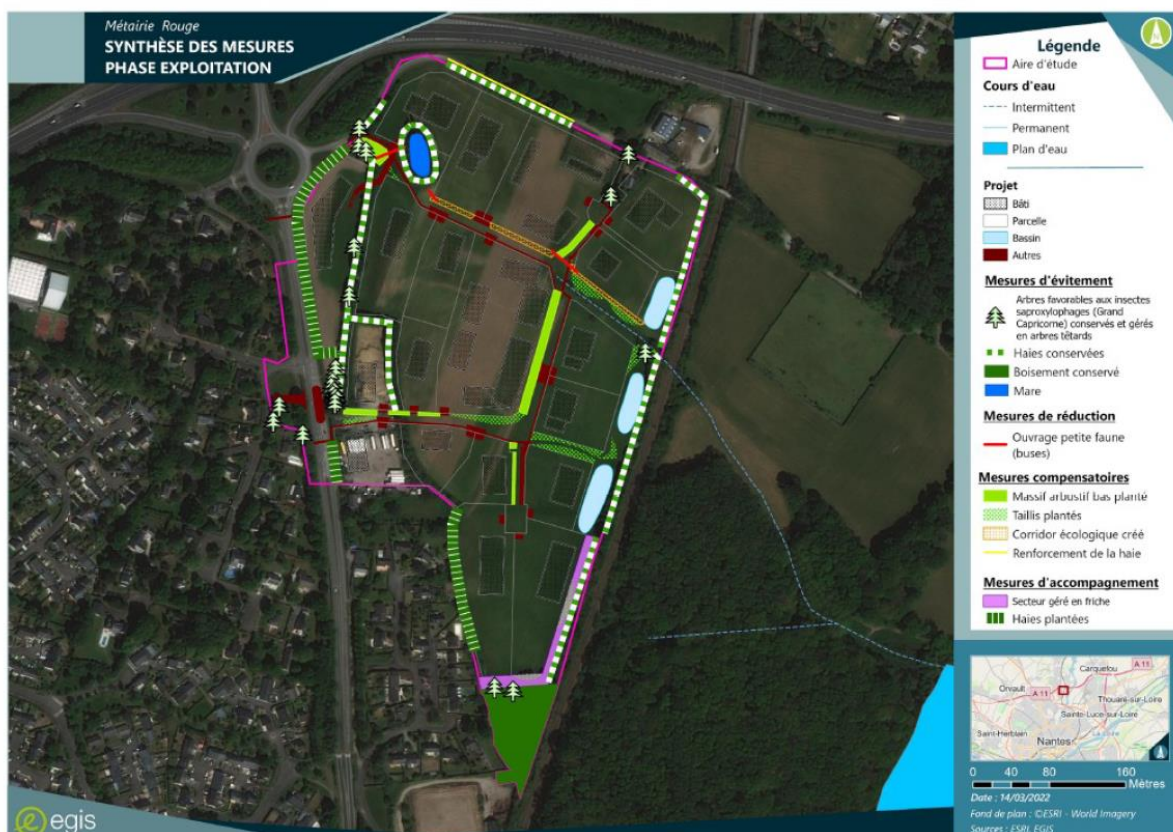 Métairie Rouge
SYNTHÈSE DES MESURES
PHASE EXPLOITATION
Légende
Aire d'étude
Cours d'eau
Intermittent
Permanent
Plan d'eau
Projet
Bâti
Parcelle
Bassin
Autres
Mesures d'évitement
Arbres favorables aux insectes
saproxylophages (Grand
Capricorne) conservés et gérés
en arbres têtards
Haies conservées
Boisement conservé
Mare
Mesures de réduction
Ouvrage petite faune
(buses)
Mesures compensatoires
Massif arbustif bas planté
Taillis plantés
Corridor écologique créé
Renforcement de la haie
Mesures d'accompagnement
Secteur géré en friche
Haies plantées
Carquefou
A 11
Orvault
A 11
Thouaré-sur-Loire
Sainte-Luce-sur-Loire
Saint-Herblain
La Loire
Nantes
0 40 80 160
Mètres
Date : 14/03/2022
Fond de plan : ©ESRI - World Imagery
Sources : ESRI, EGIS
egis